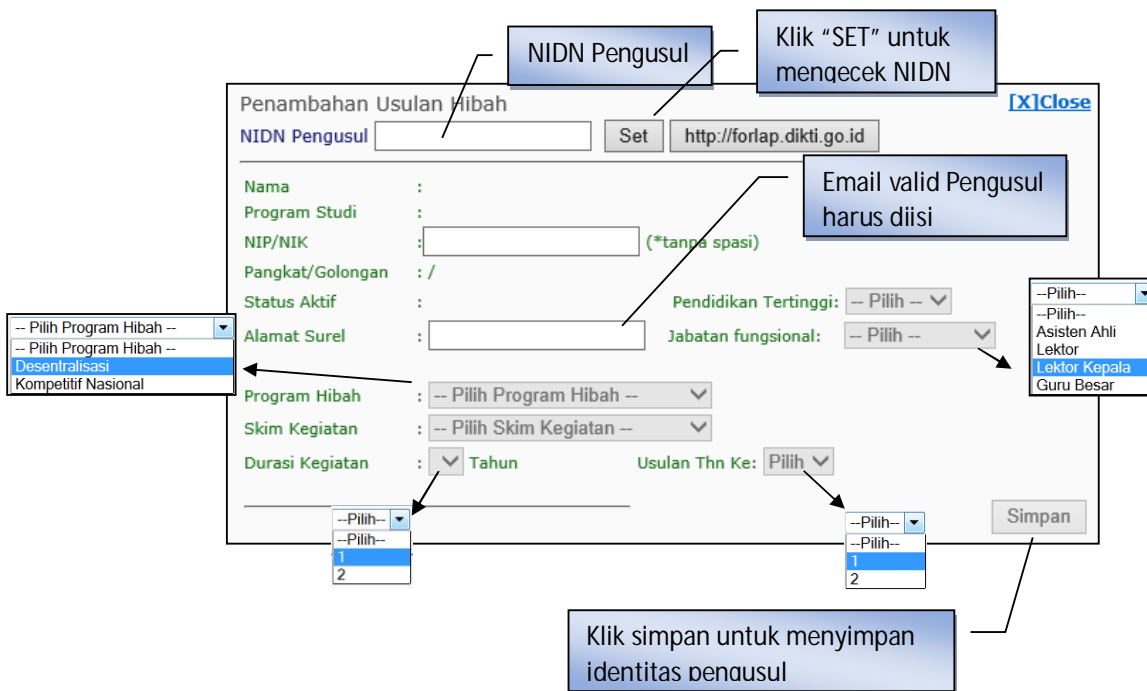 NIDN Pengusul
Klik “SET” untuk
mengecek NIDN
Penambahan Usulan Hibah
[X]Close
NIDN Pengusul
Set
http://forlap.dikti.go.id
Email valid Pengusul
harus diisi
Nama :
Program Studi :
NIP/NIK : (*tanpa spasi)
Pangkat/Golongan : /
Status Aktif :
Pendidikan Tertinggi: -- Pilih --
Alamat Surel :
Jabatan fungsional: -- Pilih --
--Pilih--
--Pilih--
Asisten Ahli
Lektor
Lektor Kepala
Guru Besar
-- Pilih Program Hibah --
-- Pilih Program Hibah --
Desentralisasi
Kompetitif Nasional
Program Hibah : -- Pilih Program Hibah --
Skim Kegiatan : -- Pilih Skim Kegiatan --
Durasi Kegiatan : Tahun
Usulan Thn Ke: Pilih
--Pilih--
--Pilih--
1
2
--Pilih--
--Pilih--
1
2
Simpan
Klik simpan untuk menyimpan
identitas pengusul